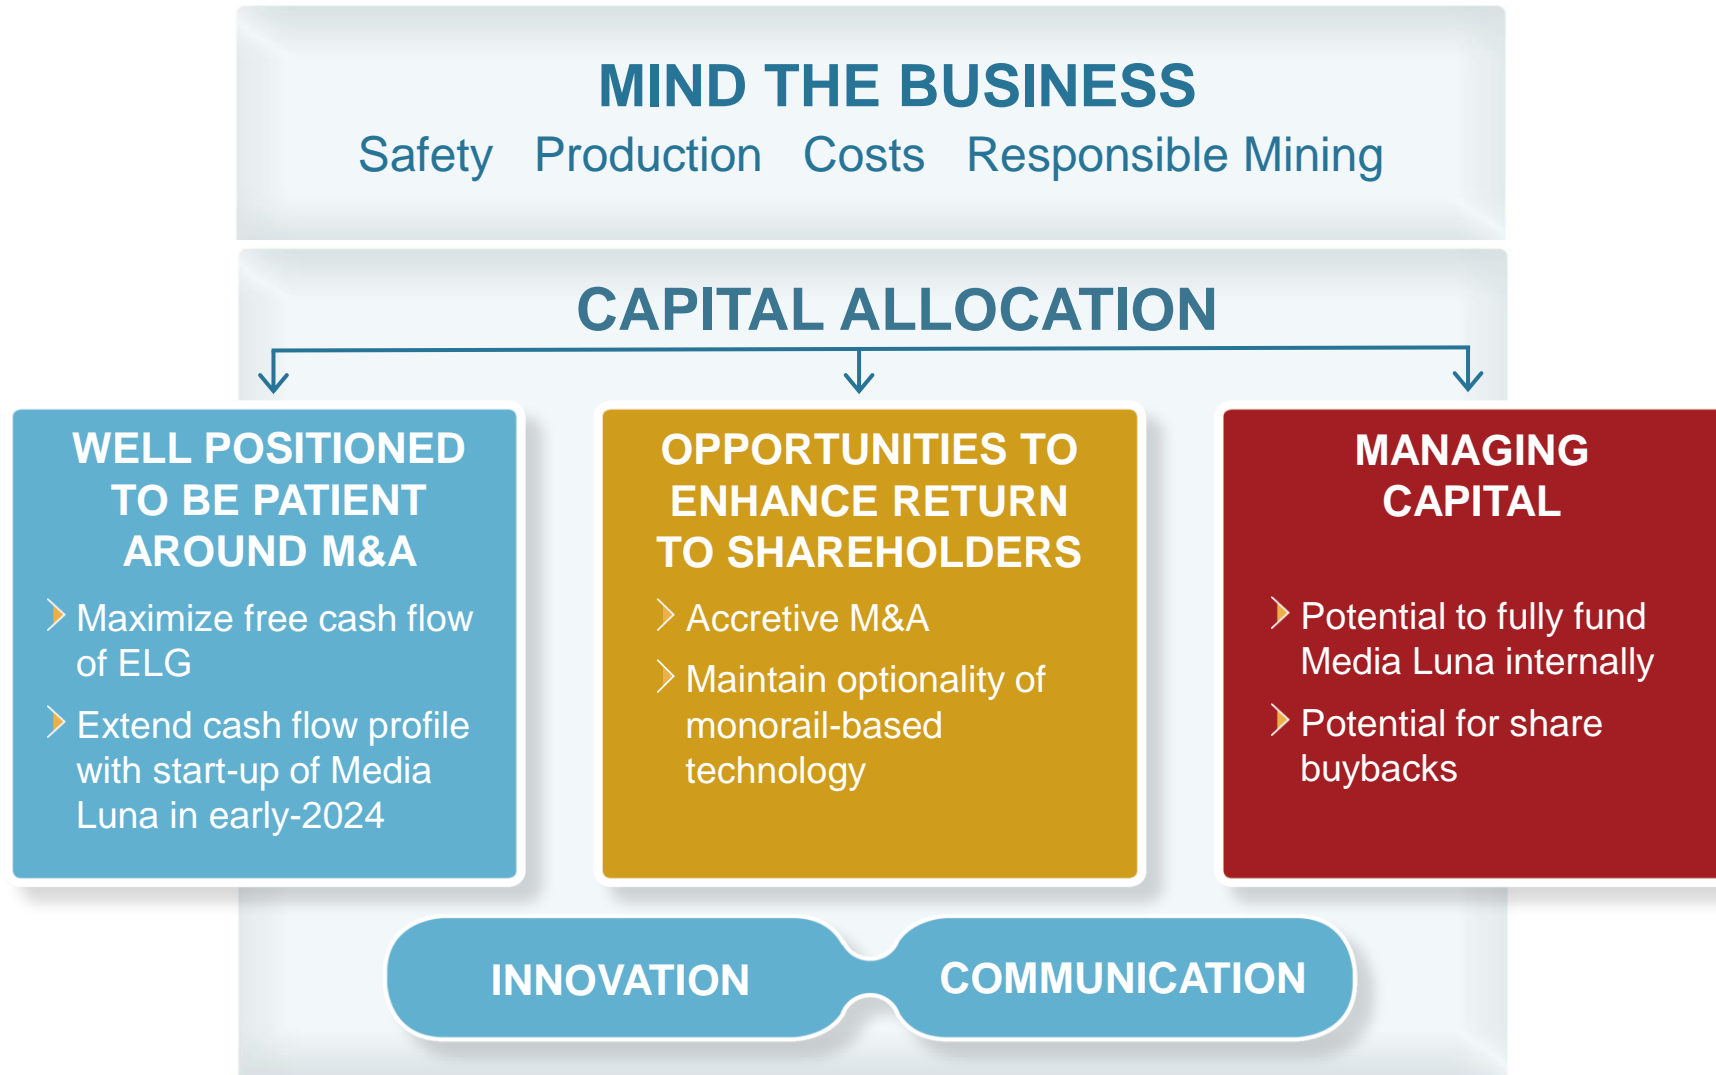 MIND THE BUSINESS
Safety Production Costs Responsible Mining
CAPITAL ALLOCATION
WELL POSITIONED
TO BE PATIENT
AROUND M&A
Maximize free cash flow
of ELG
Extend cash flow profile
with start-up of Media
Luna in early-2024
OPPORTUNITIES TO
ENHANCE RETURN
TO SHAREHOLDERS
Accretive M&A
Maintain optionality of
monorail-based
technology
MANAGING
CAPITAL
Potential to fully fund
Media Luna internally
Potential for share
buybacks
INNOVATION
COMMUNICATION